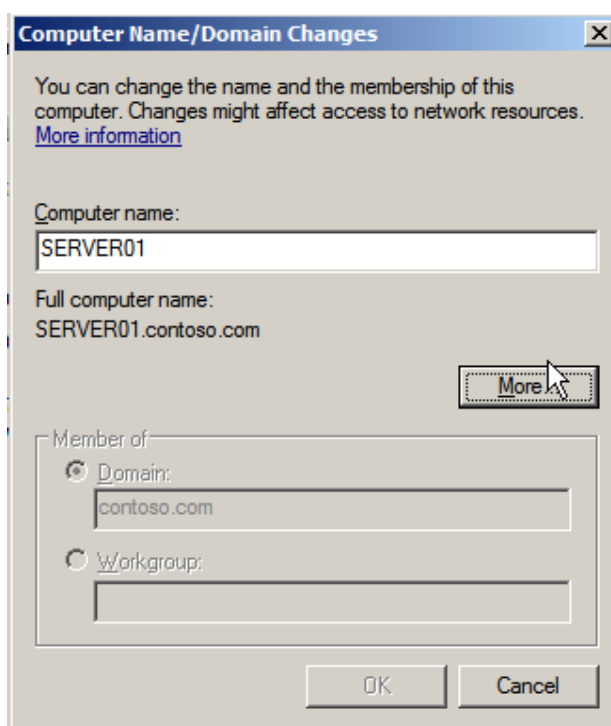 Computer Name/Domain Changes
You can change the name and the membership of this
computer. Changes might affect access to network resources.
More information
Computer name:
SERVER01
Full computer name:
SERVER01.contoso.com
More...
Member of
Domain:
contoso.com
Workgroup:
OK
Cancel